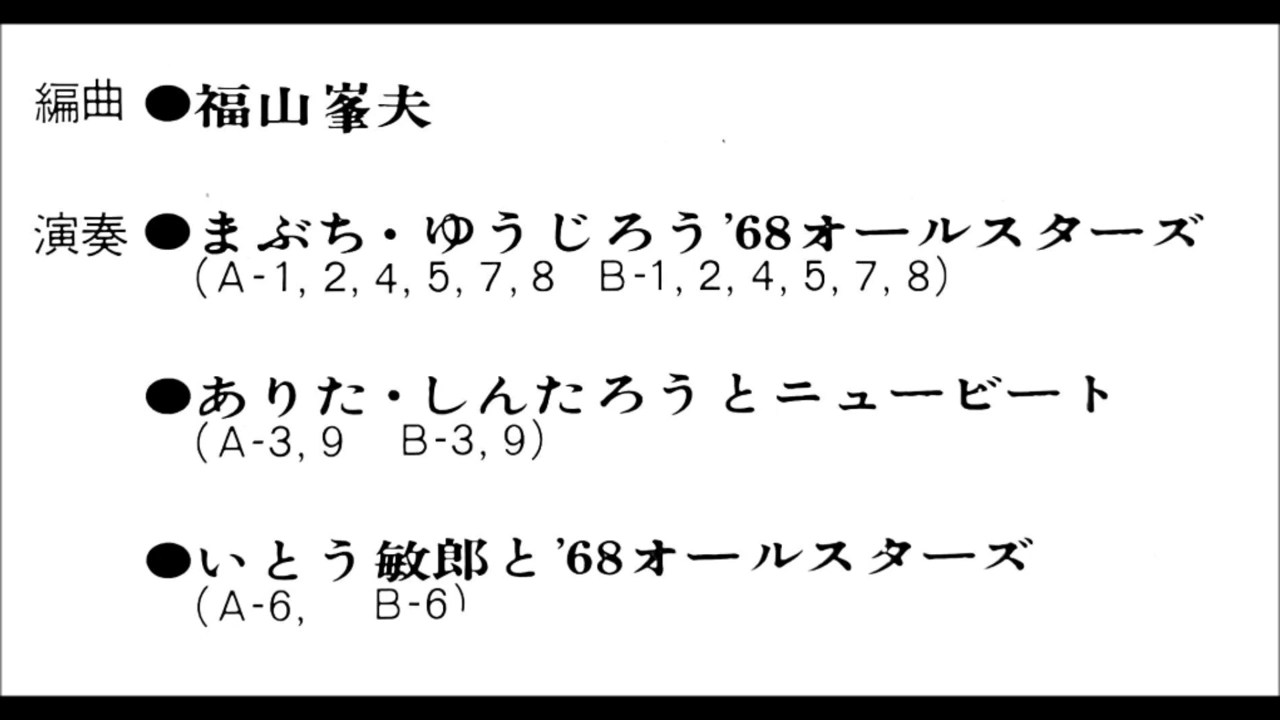 編曲 ●福山峯夫
演奏 ●まぶち・ゆうじろう '68オールスターズ
(A-1, 2, 4, 5, 7, 8 B-1, 2, 4, 5, 7, 8)
●ありた・しんたろうとニュービート
(A-3, 9 B-3, 9)
●いとう敏郎と '68オールスターズ
(A-6, B-6)